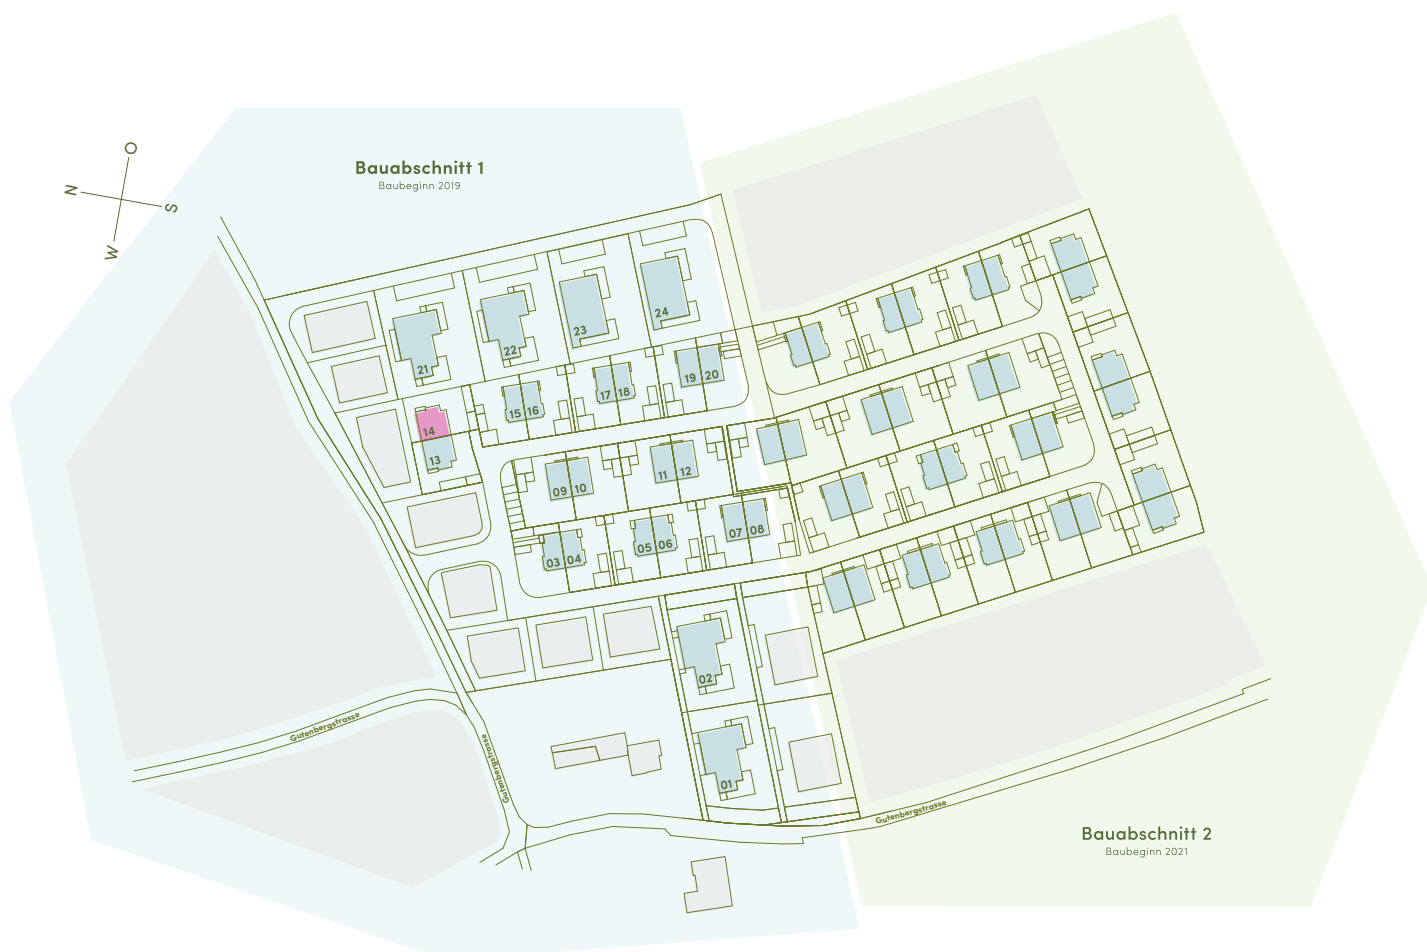 O
N
S
W
Bauabschnitt 1
Baubeginn 2019
24
23
22
21
19 20
17 18
15 16
14
13
11 12
09 10
07 08
05 06
03 04
02
01
Gutenbergstrasse
Gutenbergstrasse
Gutenbergstrasse
Bauabschnitt 2
Baubeginn 2021